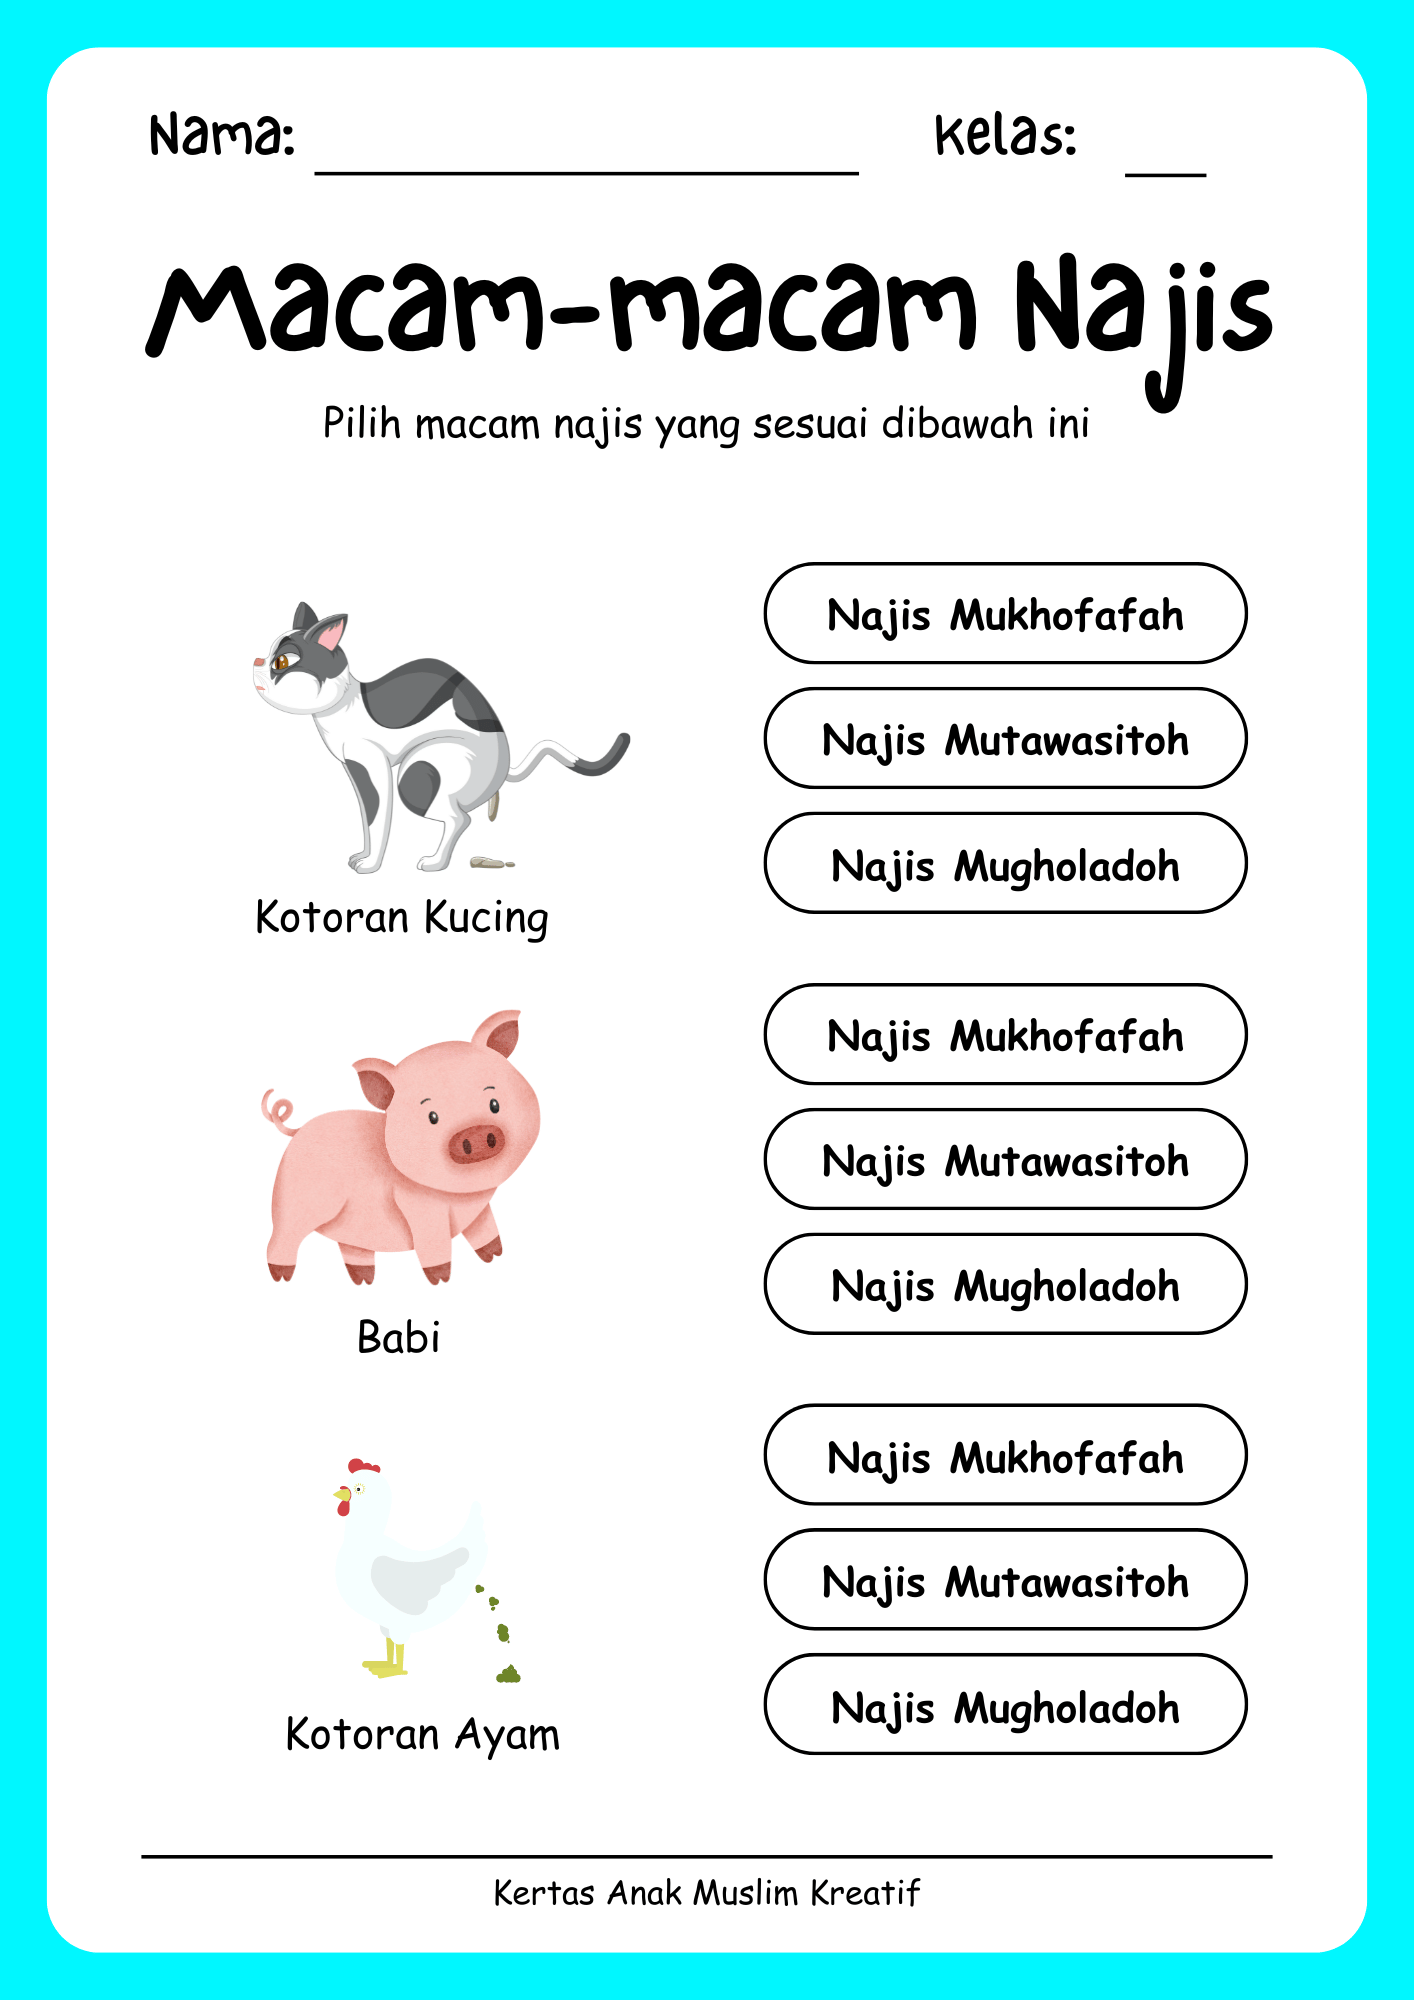 Nama: Kelas:
Macam-macam Najis
Pilih macam najis yang sesuai dibawah ini
Najis Mukhofafah
Najis Mutawasitoh
Najis Mugholadoh
Kotoran Kucing
Najis Mukhofafah
Najis Mutawasitoh
Najis Mugholadoh
Babi
Najis Mukhofafah
Najis Mutawasitoh
Najis Mugholadoh
Kotoran Ayam
Kertas Anak Muslim Kreatif